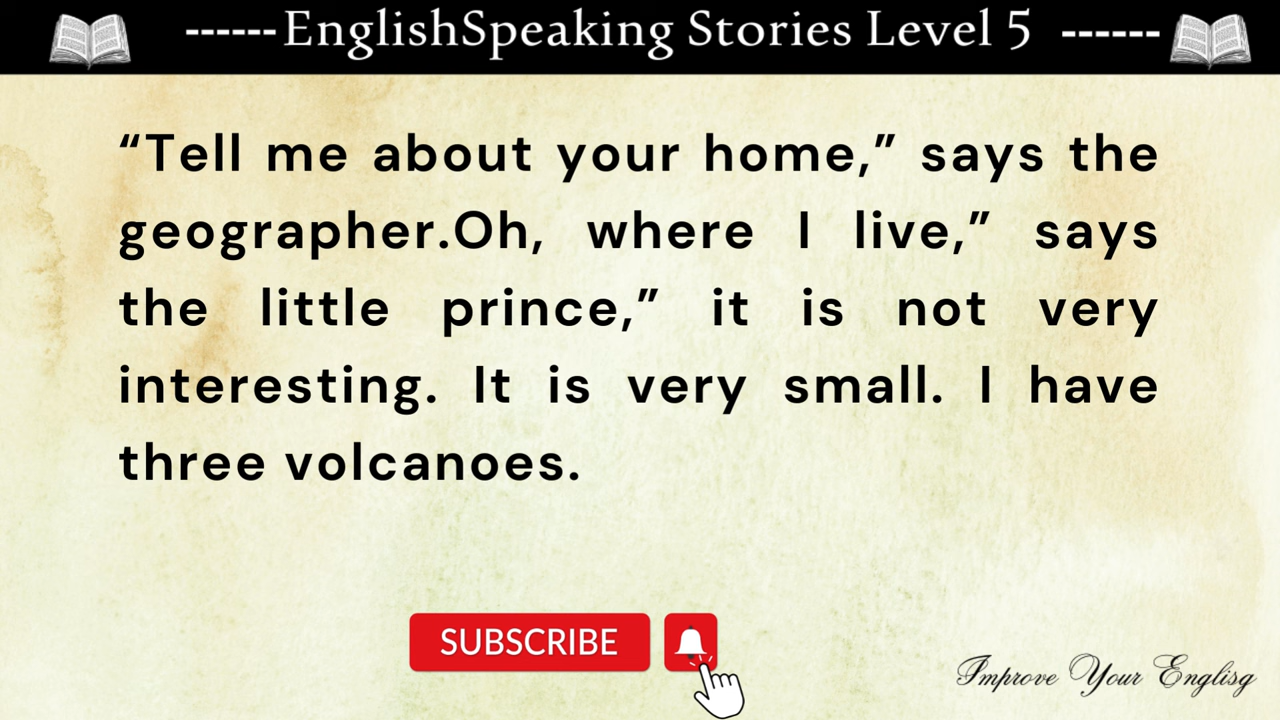 ------EnglishSpeaking Stories Level 5 ------
“Tell me about your home,” says the
geographer.Oh, where I live,” says
the little prince,” it is not very
interesting. It is very small. I have
three volcanoes.
SUBSCRIBE
Improve Your Englisg